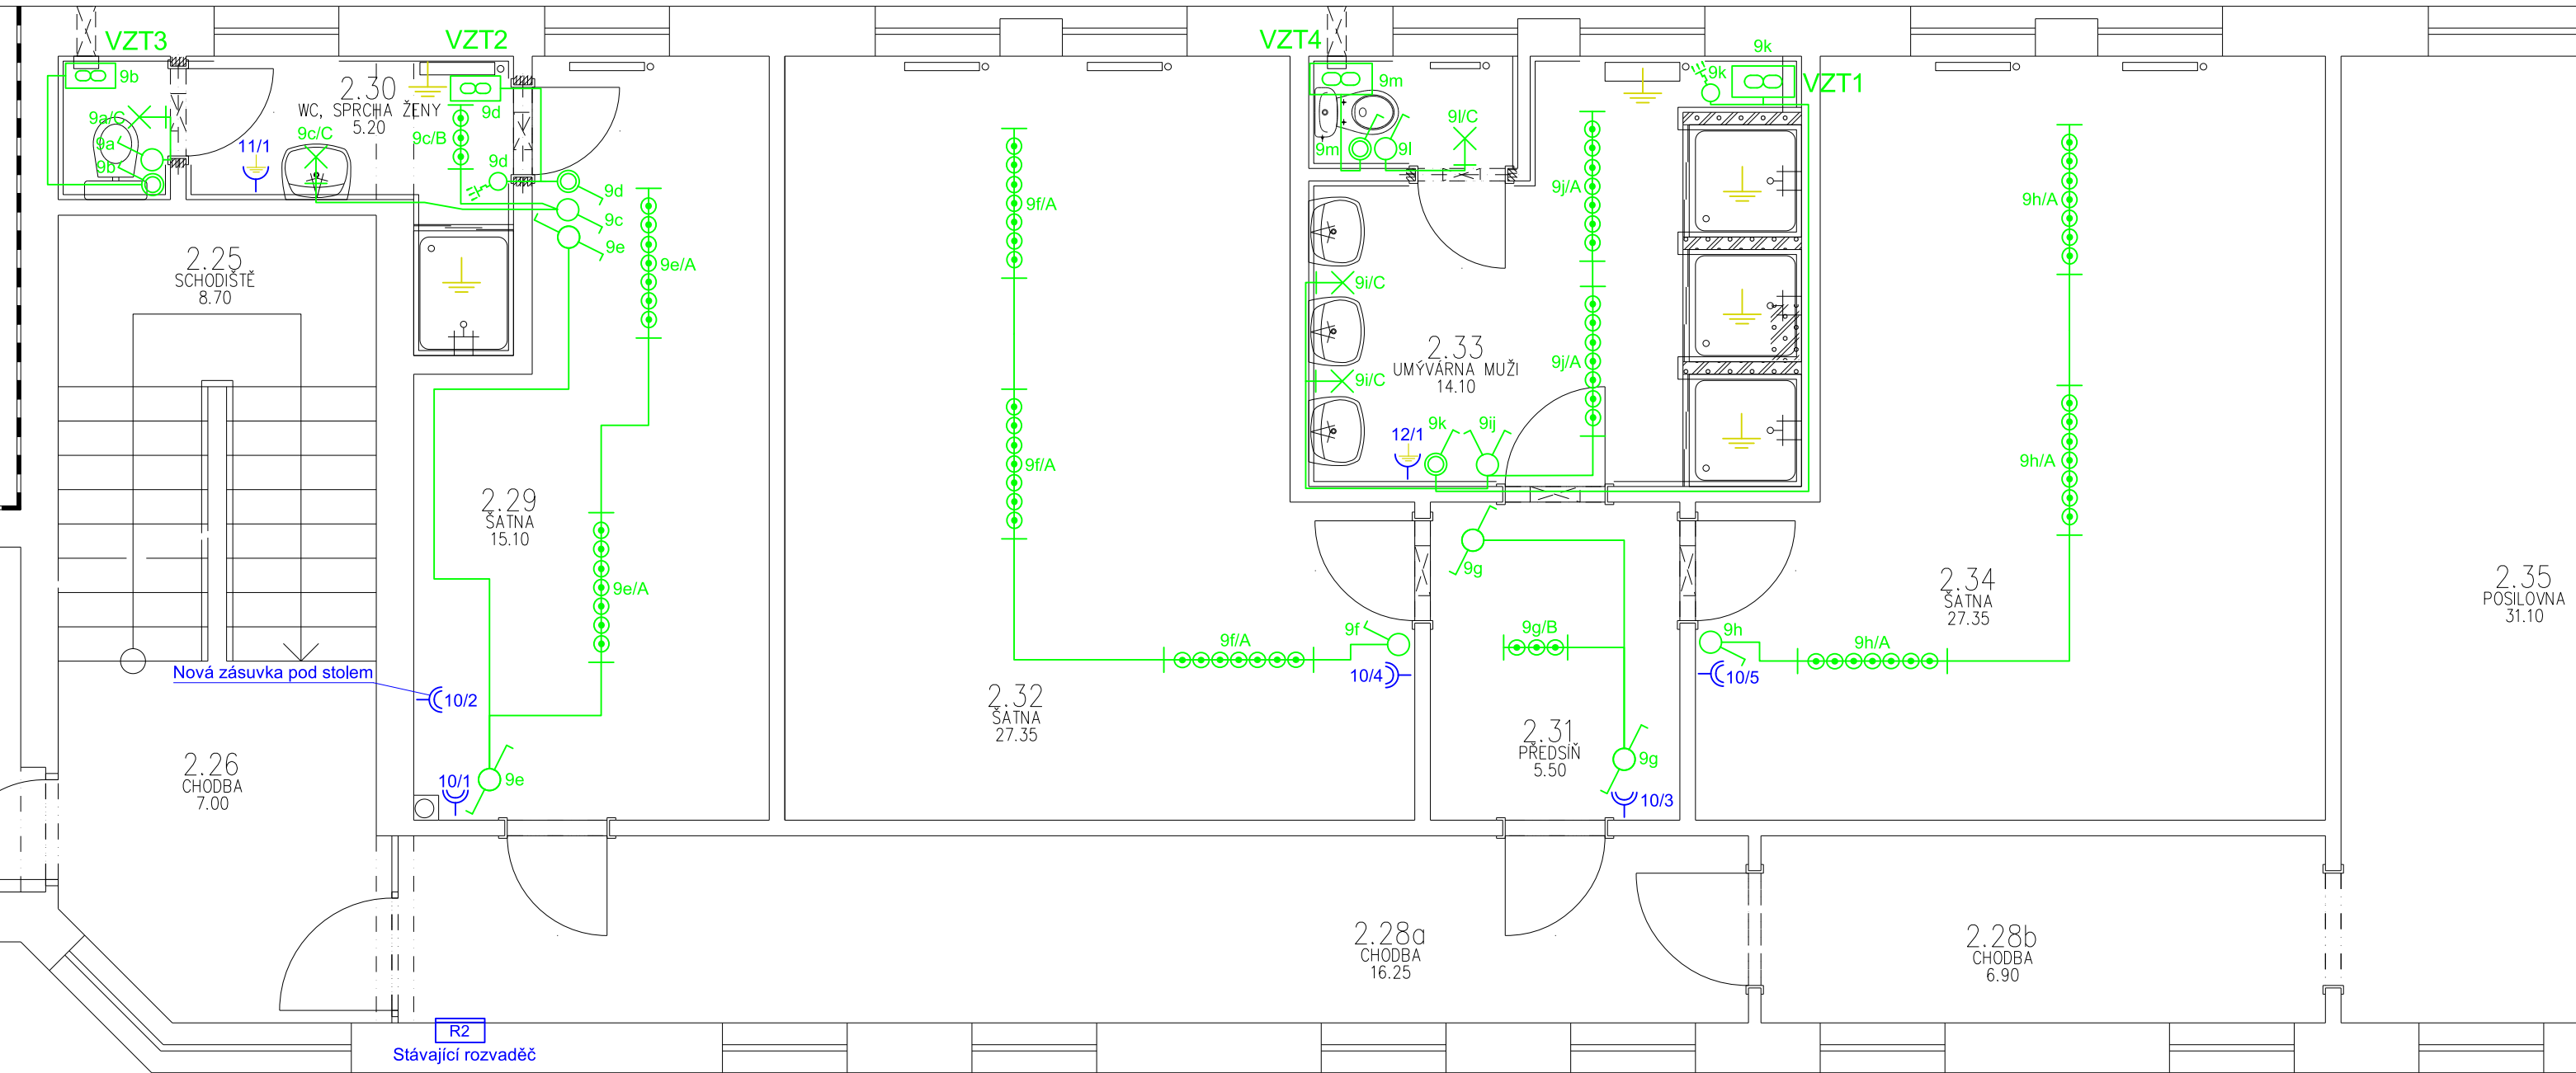 VZT3
VZT2
VZT4
9k
9b
2.30
WC, SPRCHA ŽENY
5.20
9d
9m
9k
VZT1
9a/C
9c/C
9c/B
9l/C
9a
11/1
9m
9l
9b
9d
9j/A
9d
9f/A
9h/A
9c
9e
2.25
SCHODIŠTĚ
8.70
9e/A
9i/C
2.33
UMÝVÁRNA MUŽI
14.10
9j/A
9i/C
12/1
9k
9ij
9f/A
9h/A
2.29
ŠATNA
15.10
9e/A
9g
2.34
ŠATNA
27.35
2.35
POSILOVNA
31.10
9f/A
9f
9g/B
9h
9h/A
Nová zásuvka pod stolem
10/2
10/4
10/5
2.32
ŠATNA
27.35
2.31
PŘEDSÍŇ
5.50
9g
2.26
CHODBA
7.00
10/1
9e
10/3
2.28a
CHODBA
16.25
2.28b
CHODBA
6.90
R2
Stávající rozvaděč